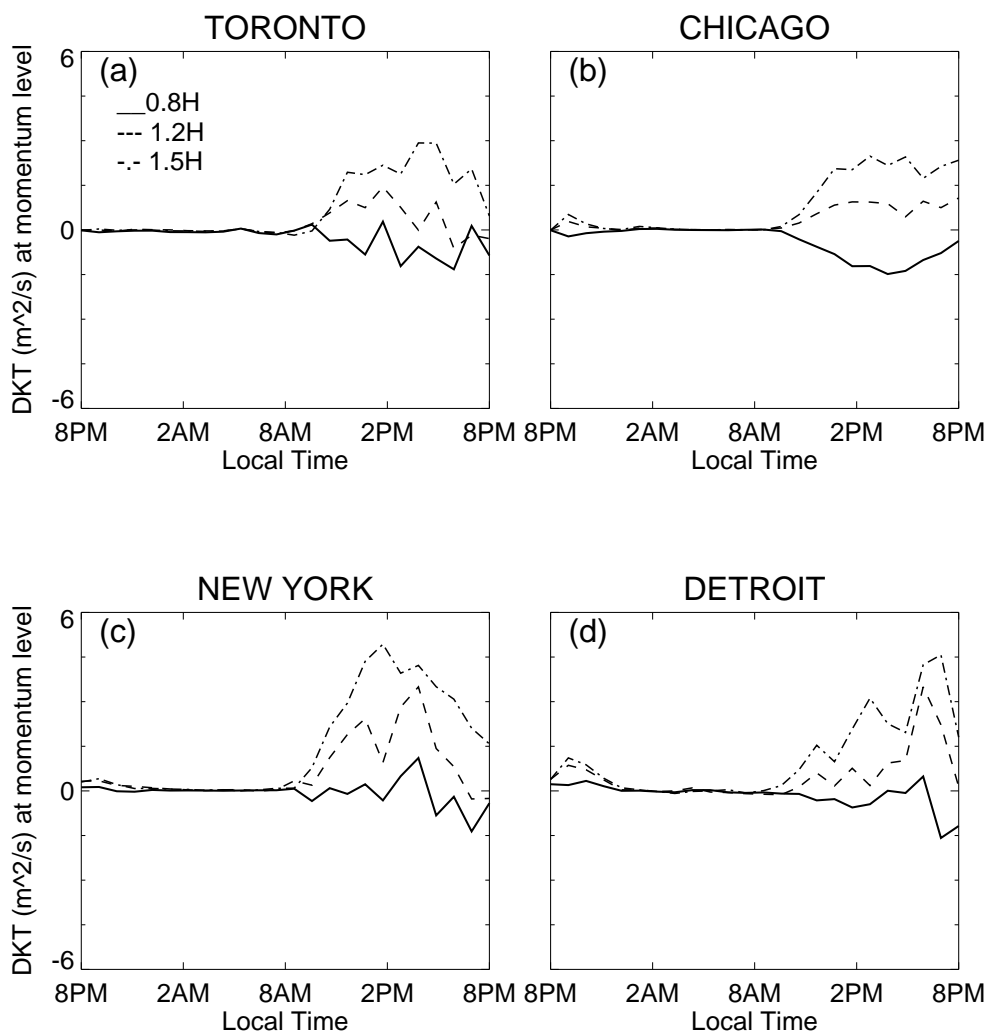 TORONTO
CHICAGO
DKT (m^2/s) at momentum level
6
0
-6
(a)
__0.8H
--- 1.2H
-.- 1.5H
(b)
8PM 2AM 8AM 2PM 8PM
Local Time
8PM 2AM 8AM 2PM 8PM
Local Time
NEW YORK
DETROIT
DKT (m^2/s) at momentum level
6
0
-6
(c)
(d)
8PM 2AM 8AM 2PM 8PM
Local Time
8PM 2AM 8AM 2PM 8PM
Local Time